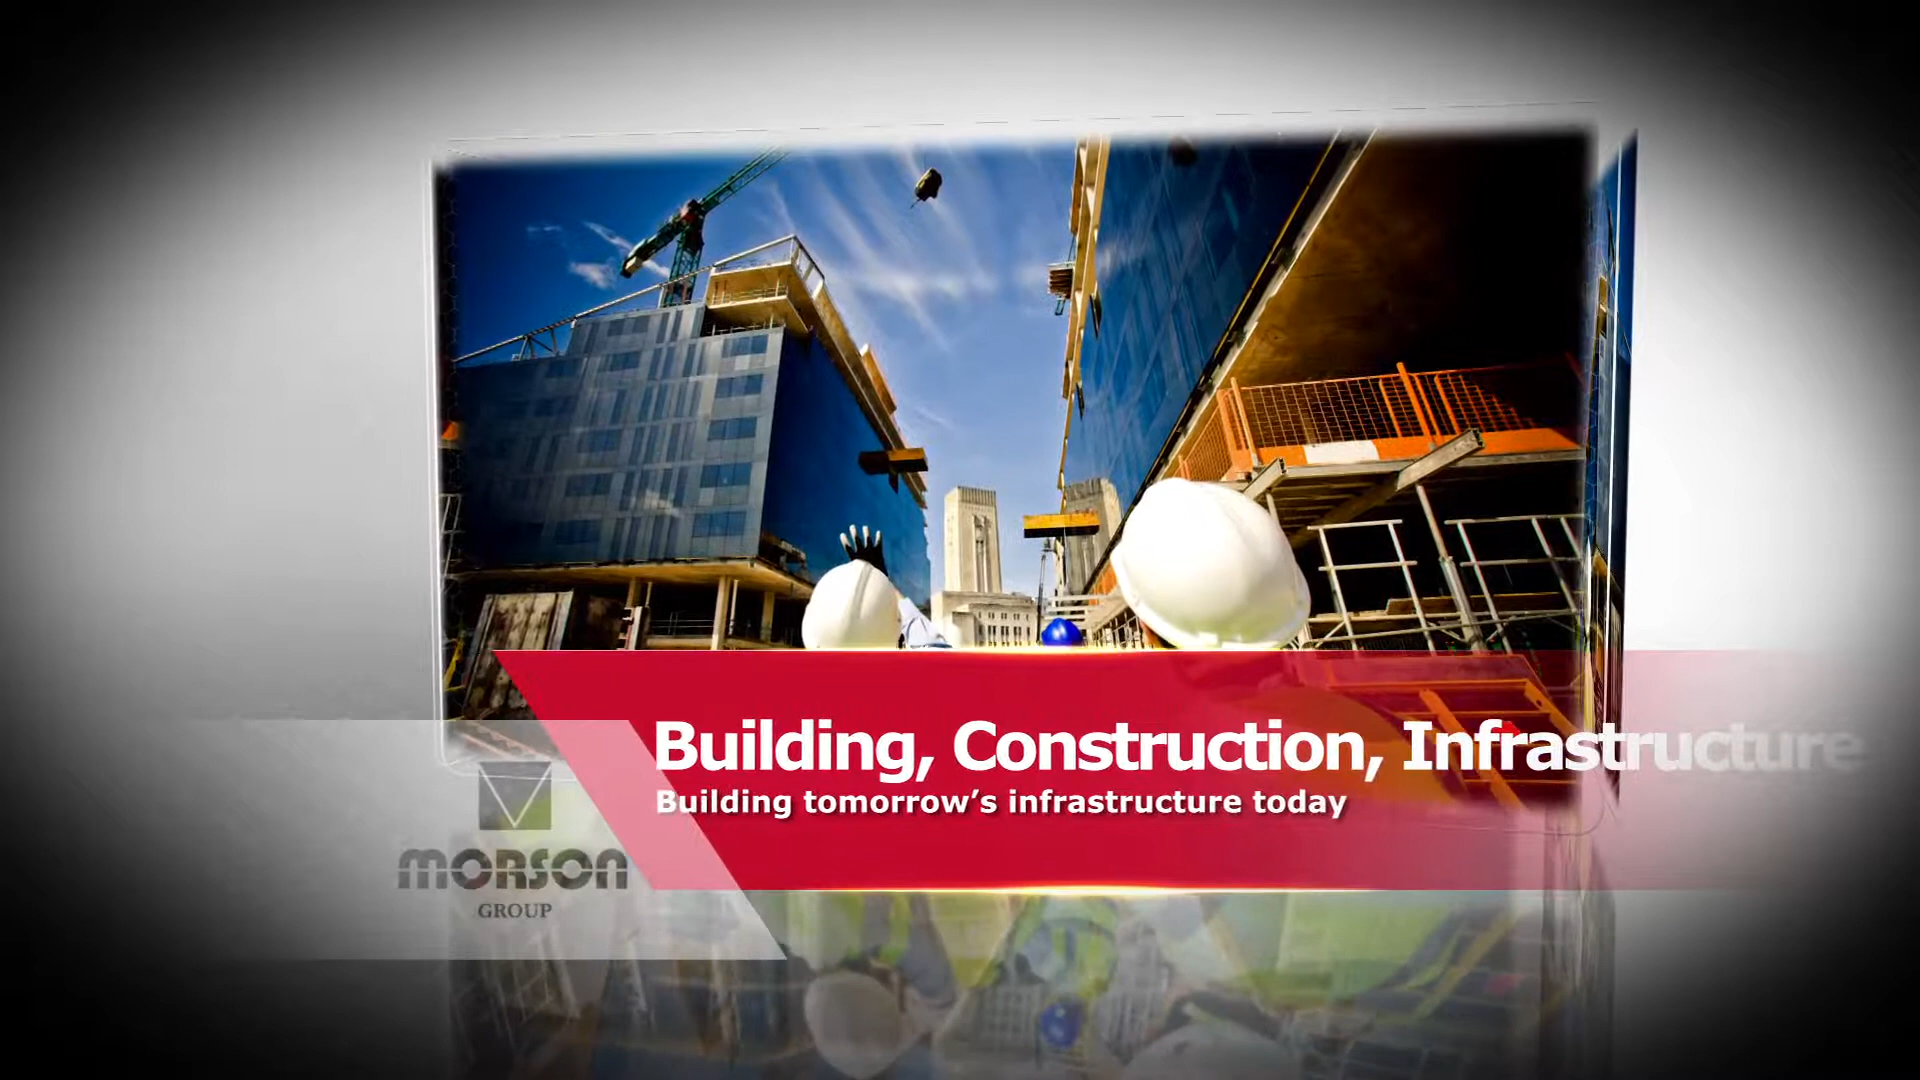 Building, Construction, Infrastructure
Building tomorrow’s infrastructure today
MORSON
GROUP